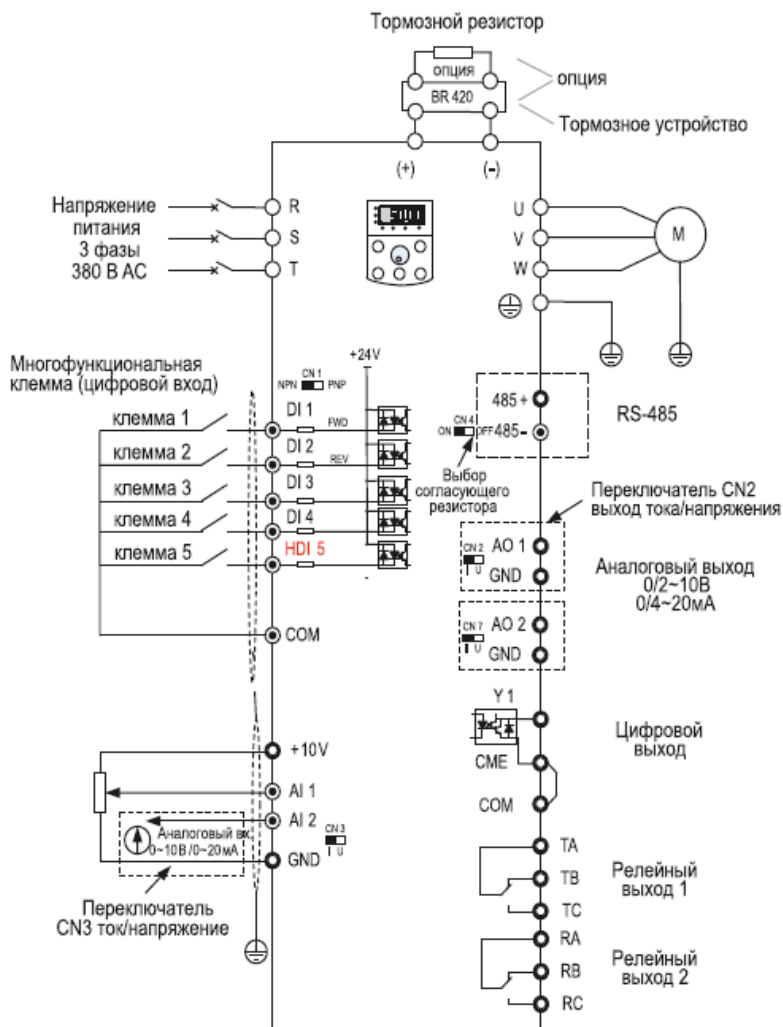 Тормозной резистор
опция
BR 420
опция
Тормозное устройство
(+)
(-)
Напряжение
питания
3 фазы
380 В AC
R
S
T
U
V
W
M
Многофункциональная
клемма (цифровой вход)
клемма 1
клемма 2
клемма 3
клемма 4
клемма 5
CN 1
NPN
PNP
+24V
DI 1
FWD
DI 2
REV
DI 3
DI 4
HDI 5
COM
485+
CN 4
ON
OFF
485-
RS-485
Выбор
согласующего
резистора
Переключатель CN2
выход тока/напряжения
CN 2
I U
AO 1
GND
Аналоговый выход
0/2~10В
0/4~20мА
CN 7
I U
AO 2
GND
Y 1
CME
COM
Цифровой
выход
+10V
AI 1
AI 2
CN 3
I U
GND
Аналоговый вх.
0~10В/0~20мА
Переключатель
CN3 ток/напряжение
TA
TB
TC
Релейный
выход 1
RA
RB
RC
Релейный
выход 2